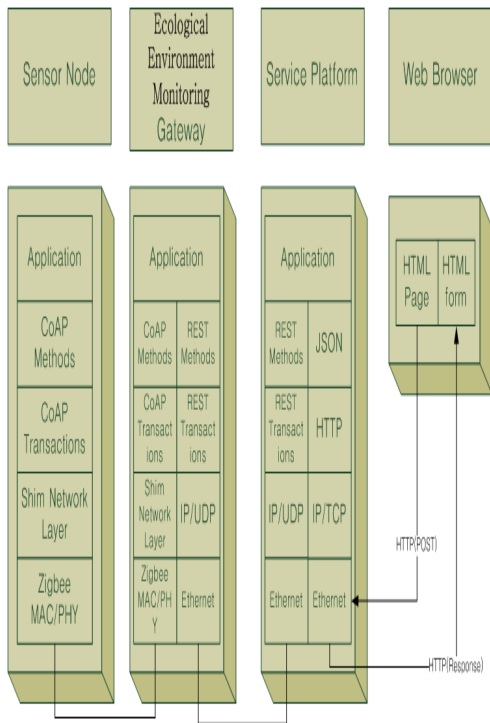 Sensor Node
Ecological
Environment
Monitoring
Gateway
Service Platform
Web Browser
Application
CoAP
Methods
CoAP
Transactions
Shim Network
Layer
Zigbee
MAC/PHY
Application
CoAP
Methods
REST
Methods
CoAP
Transact
ions
REST
Transact
ions
Shim
Network
Layer
IP/UDP
Zigbee
MAC/PH
Y
Ethernet
Application
REST
Methods
JSON
REST
Transact
ions
HTTP
IP/UDP
IP/TCP
Ethernet
Ethernet
HTML
Page
HTML
form
HTTP(POST)
HTTP(Response)